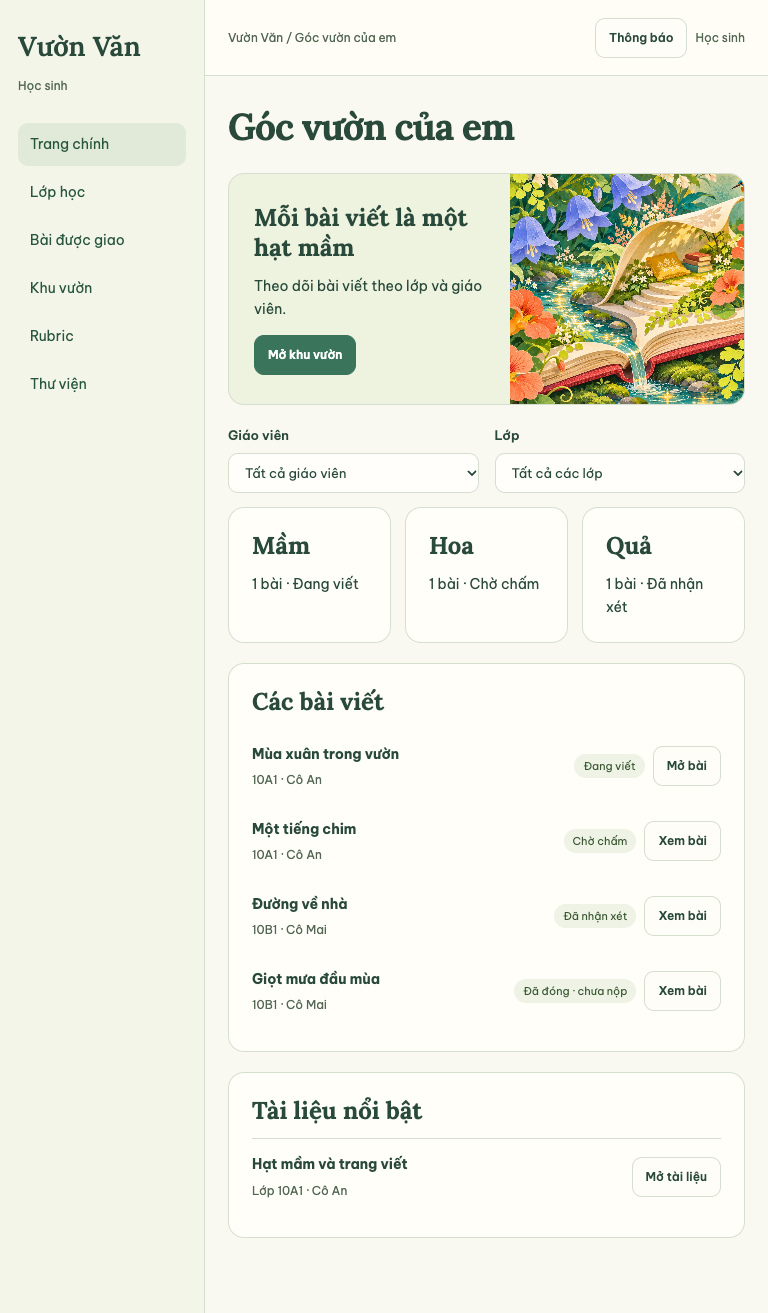 Vườn Văn
Học sinh
Trang chính
Lớp học
Bài được giao
Khu vườn
Rubric
Thư viện
Vườn Văn / Góc vườn của em
Thông báo
Học sinh
Góc vườn của em
Mỗi bài viết là một
hạt mầm
Theo dõi bài viết theo lớp và giáo
viên.
Mở khu vườn
Giáo viên
Tất cả giáo viên
Lớp
Tất cả các lớp
Mầm
1 bài · Đang viết
Hoa
1 bài · Chờ chấm
Quả
1 bài · Đã nhận
xét
Các bài viết
Mùa xuân trong vườn
10A1 · Cô An
Đang viết
Mở bài
Một tiếng chim
10A1 · Cô An
Chờ chấm
Xem bài
Đường về nhà
10B1 · Cô Mai
Đã nhận xét
Xem bài
Giọt mưa đầu mùa
10B1 · Cô Mai
Đã đóng · chưa nộp
Xem bài
Tài liệu nổi bật
Hạt mầm và trang viết
Lớp 10A1 · Cô An
Mở tài liệu